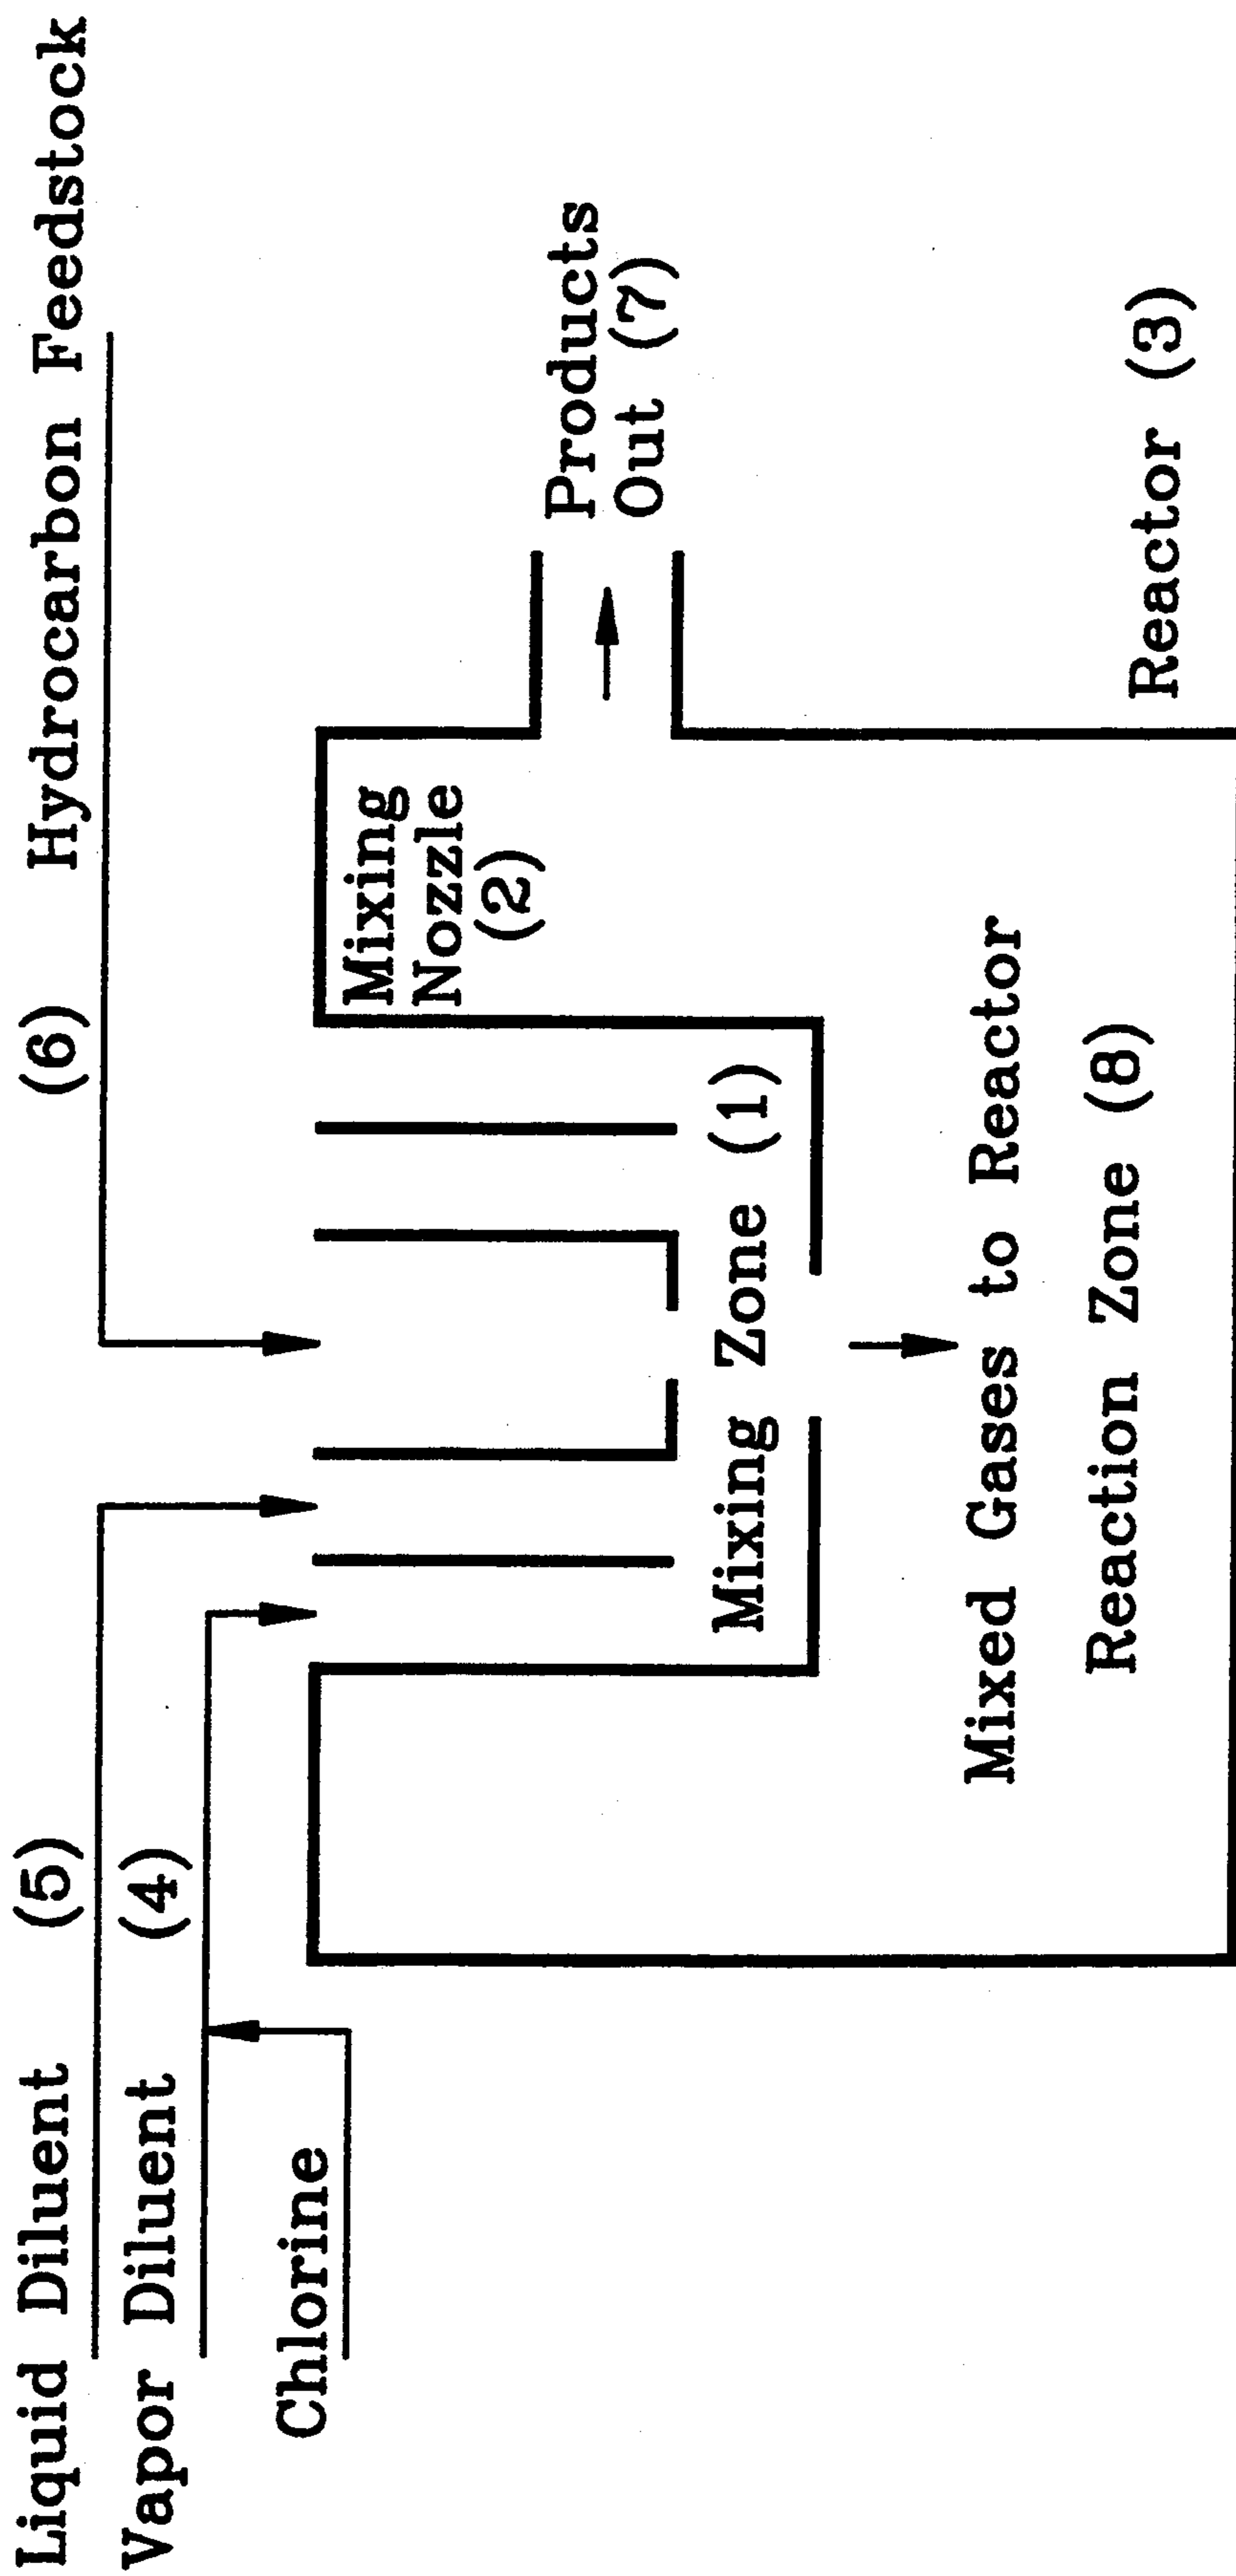 Liquid Diluent (5)
(6) Hydrocarbon Feedstock
Vapor Diluent (4)
Chlorine
Mixing
Nozzle
(2)
Products
Out (7)
Mixing Zone (1)
Mixed Gases to Reactor
Reaction Zone (8)
Reactor (3)